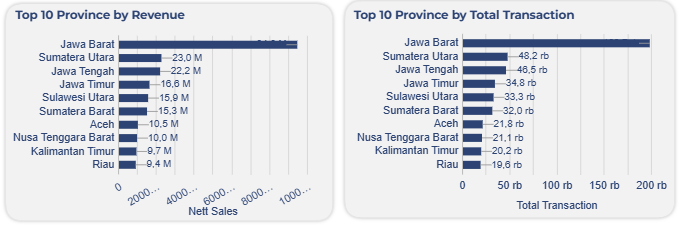 Top 10 Province by Revenue
Jawa Barat
Sumatera Utara 23,0 M
Jawa Tengah 22,2 M
Jawa Timur 16,6 M
Sulawesi Utara 15,9 M
Sumatera Barat 15,3 M
Aceh 10,5 M
Nusa Tenggara Barat 10,0 M
Kalimantan Timur 9,7 M
Riau 9,4 M
0 2000... 4000... 6000... 8000... 1000...
Nett Sales
Top 10 Province by Total Transaction
Jawa Barat
Sumatera Utara 48,2 rb
Jawa Tengah 46,5 rb
Jawa Timur 34,8 rb
Sulawesi Utara 33,3 rb
Sumatera Barat 32,0 rb
Aceh 21,8 rb
Nusa Tenggara Barat 21,1 rb
Kalimantan Timur 20,2 rb
Riau 19,6 rb
0 50 rb 100 rb 150 rb 200 rb
Total Transaction